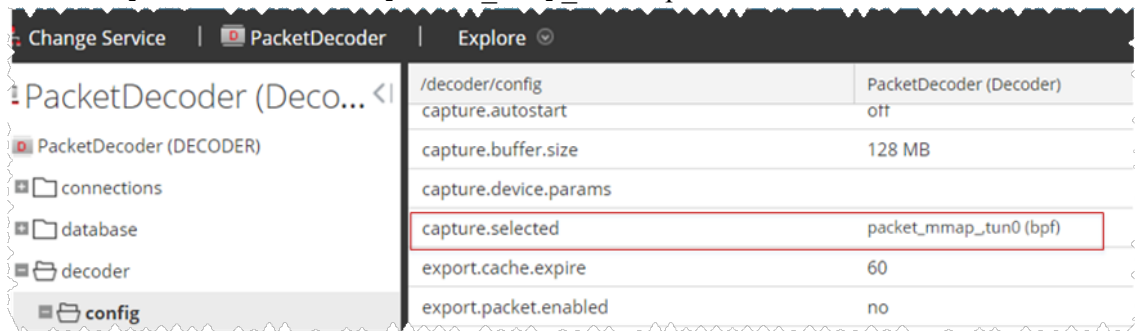 Change Service | PacketDecoder | Explore
PacketDecoder (Deco...
PacketDecoder (DECODER)
connections
database
decoder
config
/decoder/config PacketDecoder (Decoder)
capture.autostart off
capture.buffer.size 128 MB
capture.device.params
capture.selected packet_mmap_,tun0 (bpf)
export.cache.expire 60
export.packet.enabled no